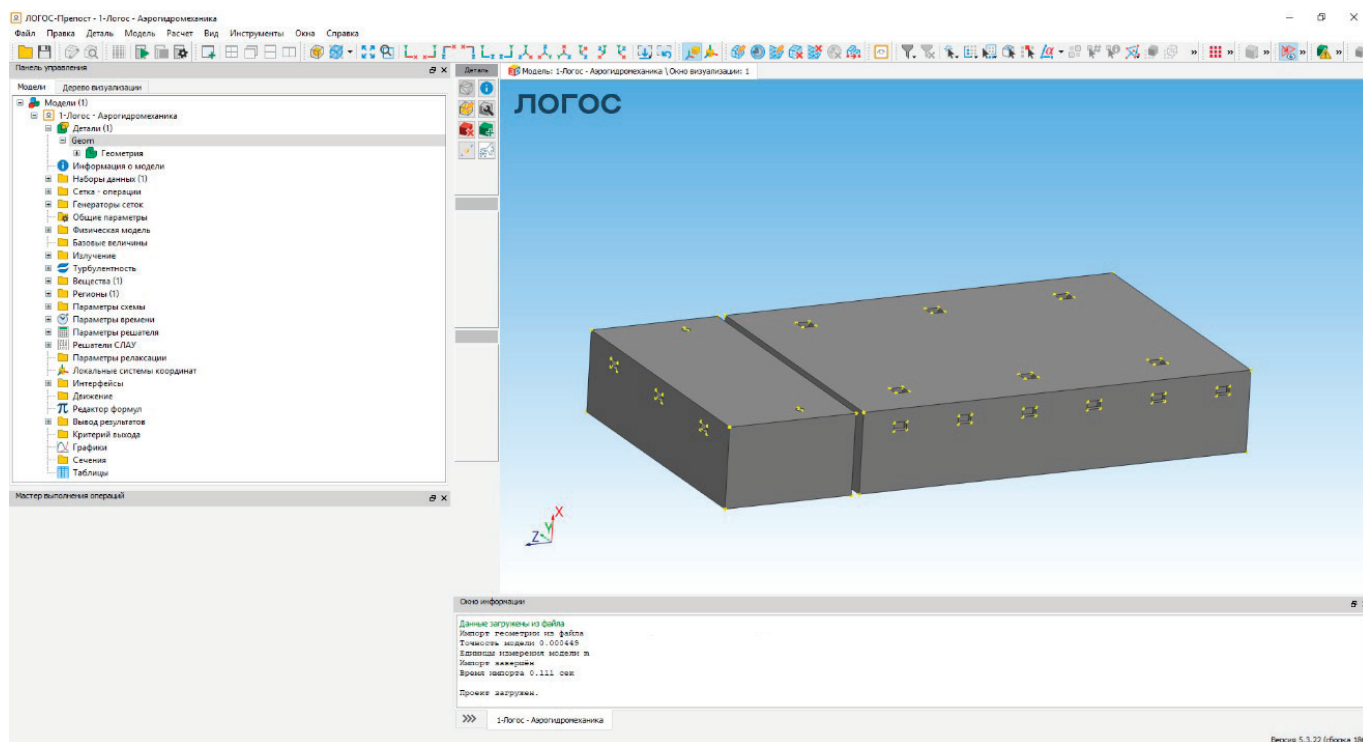 ЛОГОС-Препост - 1-Логос - Аэрогидромеханика
Файл Правка Деталь Модель Расчет Вид Инструменты Окна Справка
Панель управления
Модели Дерево визуализации
Модели (1)
1-Логос - Аэрогидромеханика
Детали (1)
Geom
Геометрия
Информация о модели
Наборы данных (1)
Сетка - операции
Генераторы сеток
Общие параметры
Физическая модель
Базовые величины
Излучение
Турбулентность
Вещества (1)
Регионы (1)
Параметры схемы
Параметры времени
Параметры решателя
Решатели СЛАУ
Параметры релаксации
Локальные системы координат
Интерфейсы
Движение
Редактор формул
Вывод результатов
Критерий выхода
Графики
Сечения
Таблицы
Мастер выполнения операций
Деталь
Модель: 1-Логос - Аэрогидромеханика \ Окно визуализации: 1
ЛОГОС
X
Y
Z
Окно информации
Данные загружены из файла
Импорт геометрии из файла
Точность модели 0.000449
Единицы измерения модели m
Импорт завершён
Время импорта 0.111 сек
Проект загружен.
1-Логос - Аэрогидромеханика
Версия 5.3.22 (сборка 186